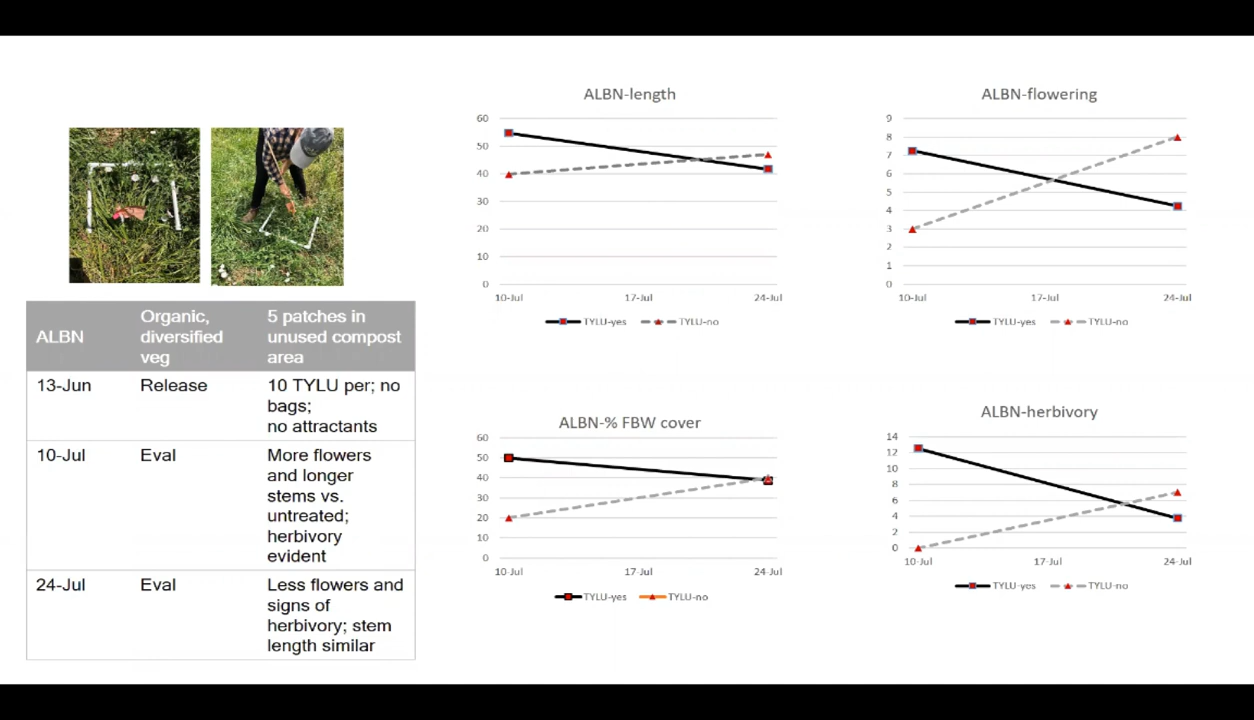 ALBN
Organic,
diversified
veg
5 patches in
unused compost
area
13-Jun
Release
10 TYLU per; no
bags;
no attractants
10-Jul
Eval
More flowers
and longer
stems vs.
untreated;
herbivory
evident
24-Jul
Eval
Less flowers and
signs of
herbivory; stem
length similar
ALBN-length
60
50
40
30
20
10
0
10-Jul 17-Jul 24-Jul
TYLU-yes TYLU-no
ALBN-flowering
9
8
7
6
5
4
3
2
1
0
10-Jul 17-Jul 24-Jul
TYLU-yes TYLU-no
ALBN-% FBW cover
60
50
40
30
20
10
0
10-Jul 17-Jul 24-Jul
TYLU-yes TYLU-no
ALBN-herbivory
14
12
10
8
6
4
2
0
10-Jul 17-Jul 24-Jul
TYLU-yes TYLU-no